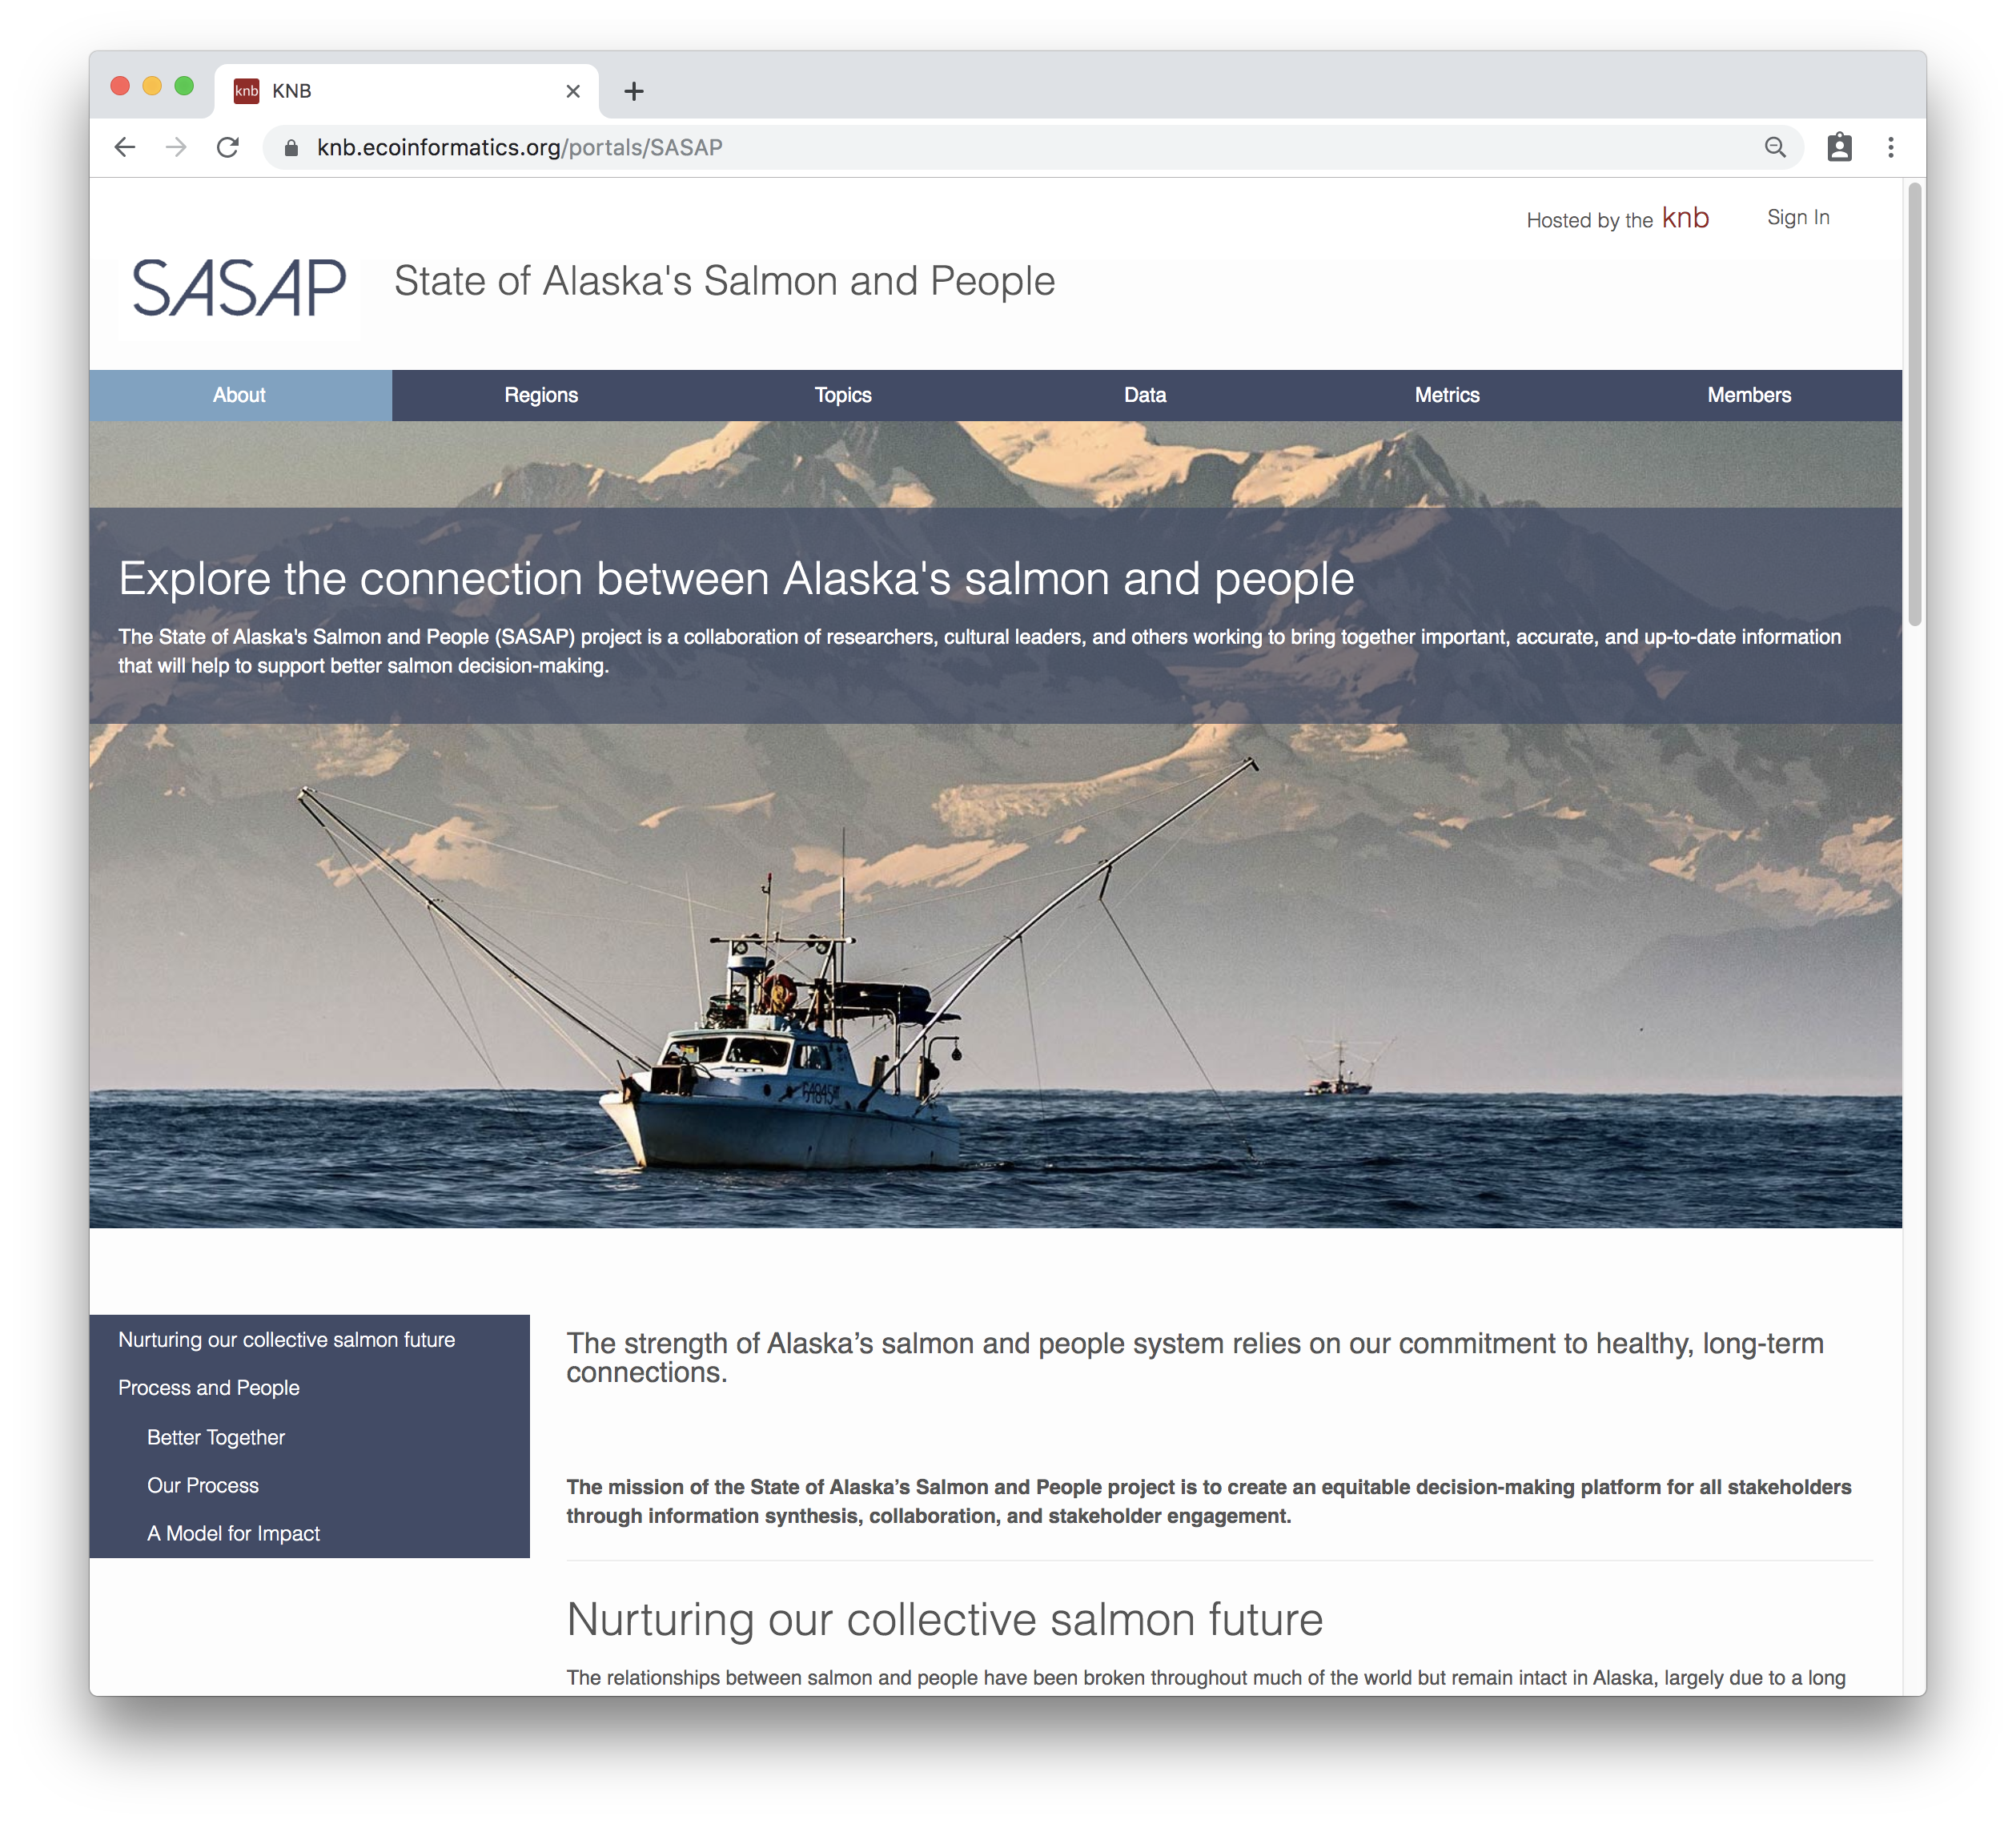 knb KNB
knb.ecoinformatics.org/portals/SASAP
Hosted by the knb Sign In
SASAP State of Alaska's Salmon and People
About Regions Topics Data Metrics Members
Explore the connection between Alaska's salmon and people
The State of Alaska's Salmon and People (SASAP) project is a collaboration of researchers, cultural leaders, and others working to bring together important, accurate, and up-to-date information
that will help to support better salmon decision-making.
Nurturing our collective salmon future
Process and People
Better Together
Our Process
A Model for Impact
The strength of Alaska’s salmon and people system relies on our commitment to healthy, long-term
connections.
The mission of the State of Alaska’s Salmon and People project is to create an equitable decision-making platform for all stakeholders
through information synthesis, collaboration, and stakeholder engagement.
Nurturing our collective salmon future
The relationships between salmon and people have been broken throughout much of the world but remain intact in Alaska, largely due to a long